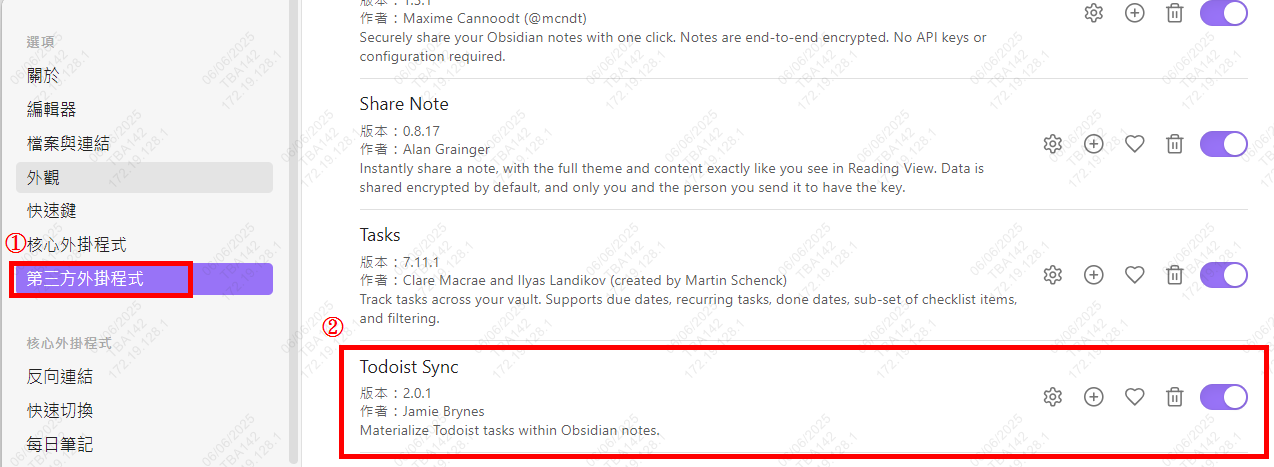 選項
關於
編輯器
檔案與連結
外觀
快速鍵
①
核心外掛程式
第三方外掛程式
核心外掛程式
反向連結
快速切換
每日筆記
作者：Maxime Cannoodt (@mcndt)
Securely share your Obsidian notes with one click. Notes are end-to-end encrypted. No API keys or
configuration required.
Share Note
版本：0.8.17
作者：Alan Grainger
Instantly share a note, with the full theme and content exactly like you see in Reading View. Data is
shared encrypted by default, and only you and the person you send it to have the key.
Tasks
版本：7.11.1
作者：Clare Macrae and Ilyas Landikov (created by Martin Schenck)
Track tasks across your vault. Supports due dates, recurring tasks, done dates, sub-set of checklist items,
and filtering.
②
Todoist Sync
版本：2.0.1
作者：Jamie Brynes
Materialize Todoist tasks within Obsidian notes.
06/06/2025
TBA142
172.19.128.1